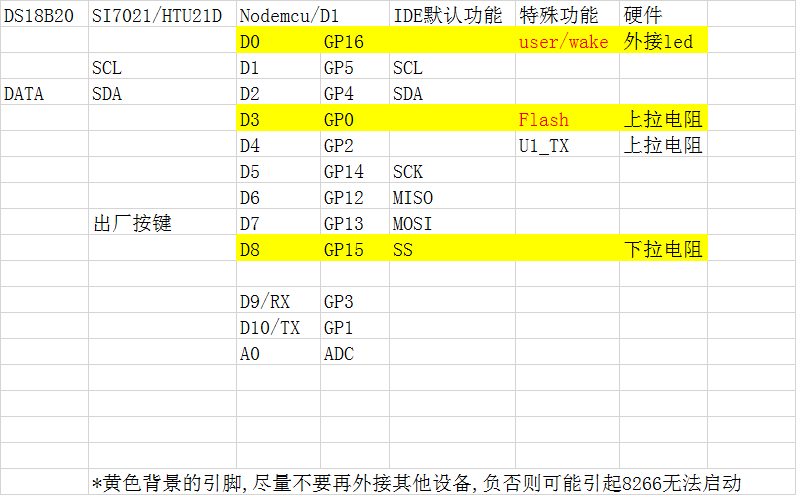 DS18B20 SI7021/HTU21D Nodemcu/D1 IDE默认功能 特殊功能 硬件
D0 GP16 user/wake 外接led
SCL D1 GP5 SCL
DATA SDA D2 GP4 SDA
D3 GP0 Flash 上拉电阻
D4 GP2 U1_TX 上拉电阻
D5 GP14 SCK
D6 GP12 MISO
出厂按键 D7 GP13 MOSI
D8 GP15 SS 下拉电阻
D9/RX GP3
D10/TX GP1
A0 ADC
*黄色背景的引脚,尽量不要再外接其他设备,负否则可能引起8266无法启动